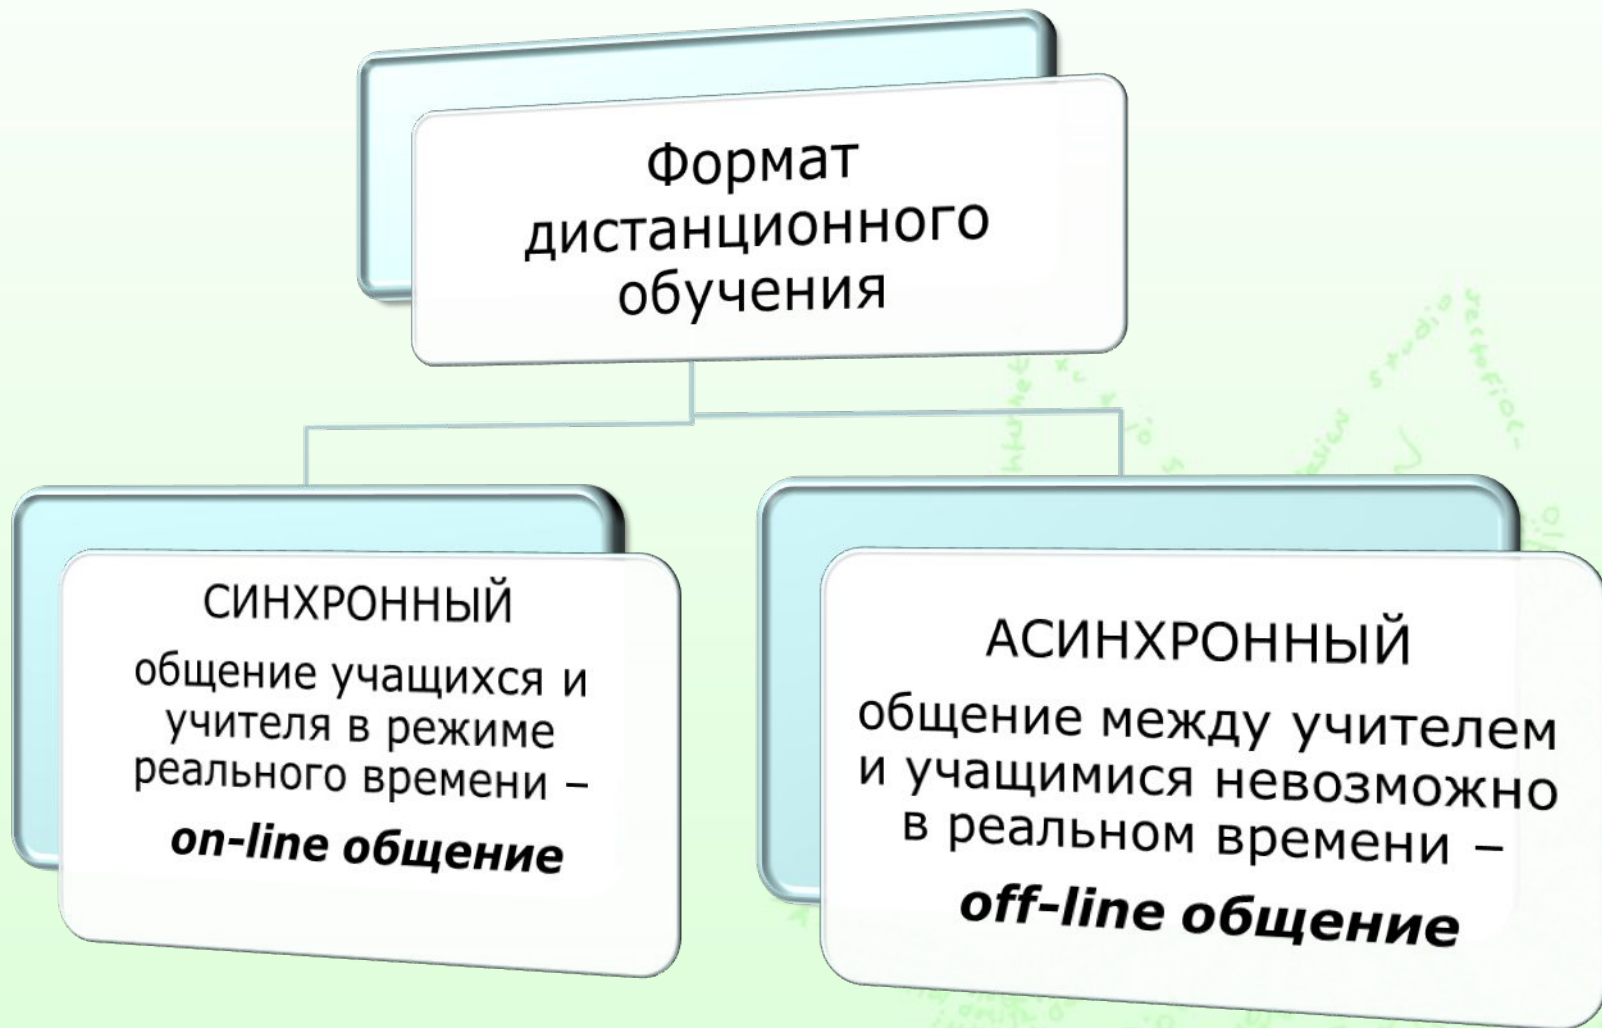 Формат
дистанционного
обучения
СИНХРОННЫЙ
общение учащихся и
учителя в режиме
реального времени –
on-line общение
АСИНХРОННЫЙ
общение между учителем
и учащимися невозможно
в реальном времени –
off-line общение